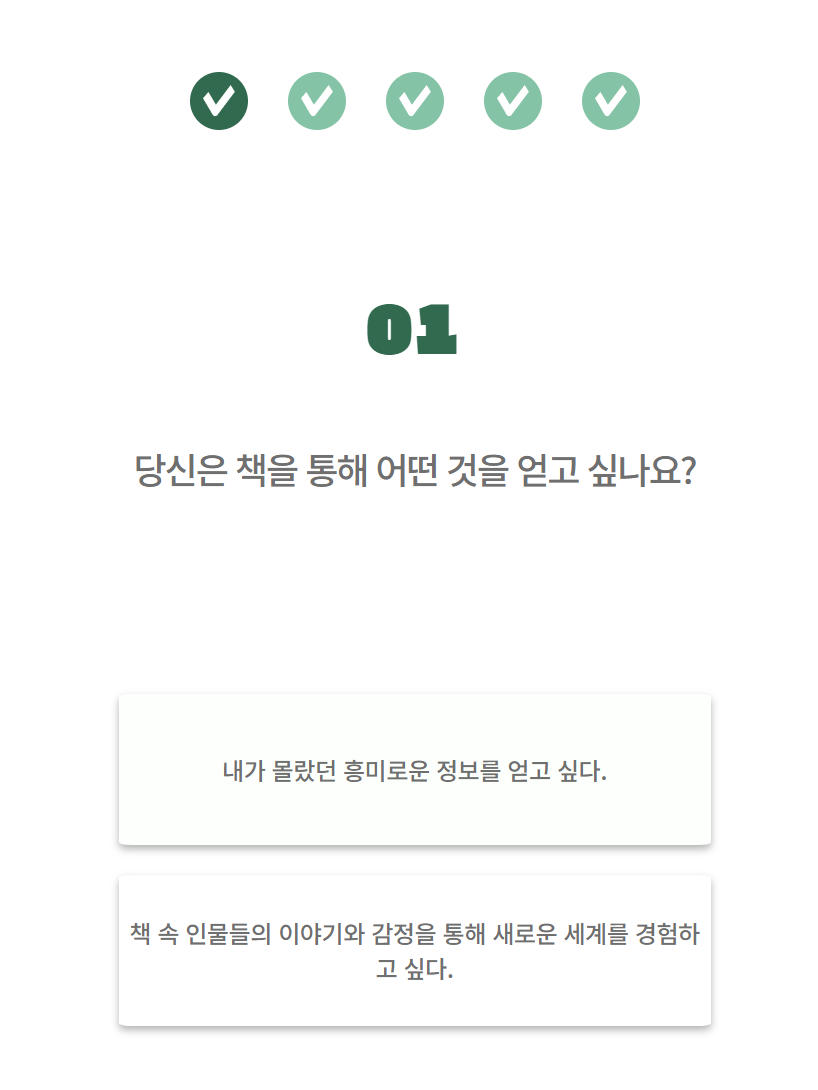 01
당신은 책을 통해 어떤 것을 얻고 싶나요?
내가 몰랐던 흥미로운 정보를 얻고 싶다.
책 속 인물들의 이야기와 감정을 통해 새로운 세계를 경험하
고 싶다.